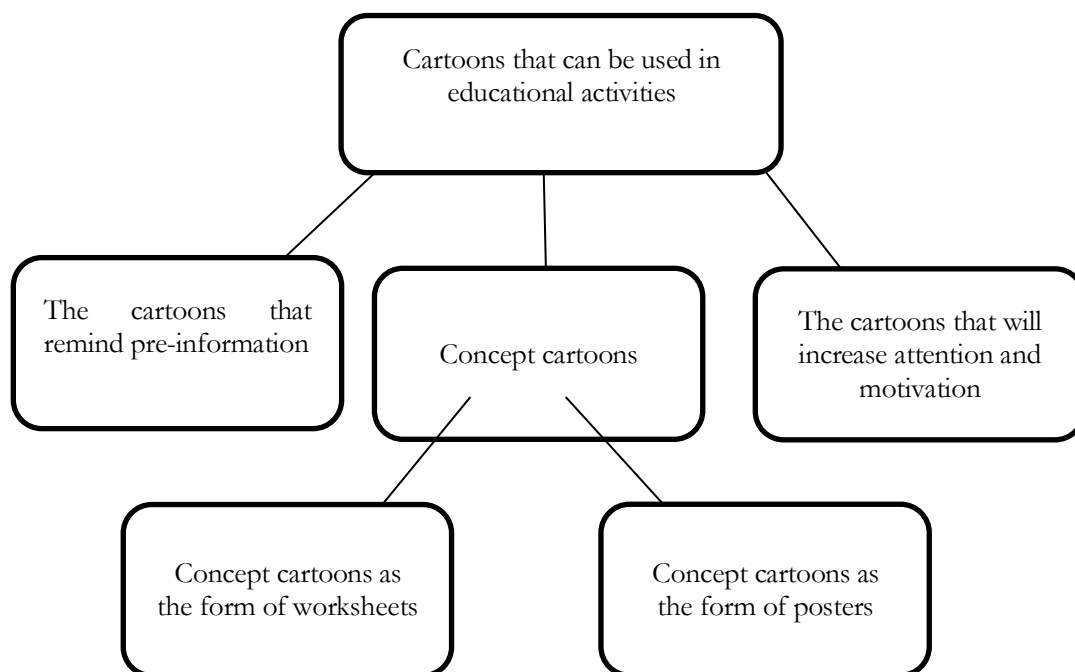 Cartoons that can be used in
educational activities
The cartoons that
remind pre-information
Concept cartoons
The cartoons that will
increase attention and
motivation
Concept cartoons as
the form of worksheets
Concept cartoons as
the form of posters